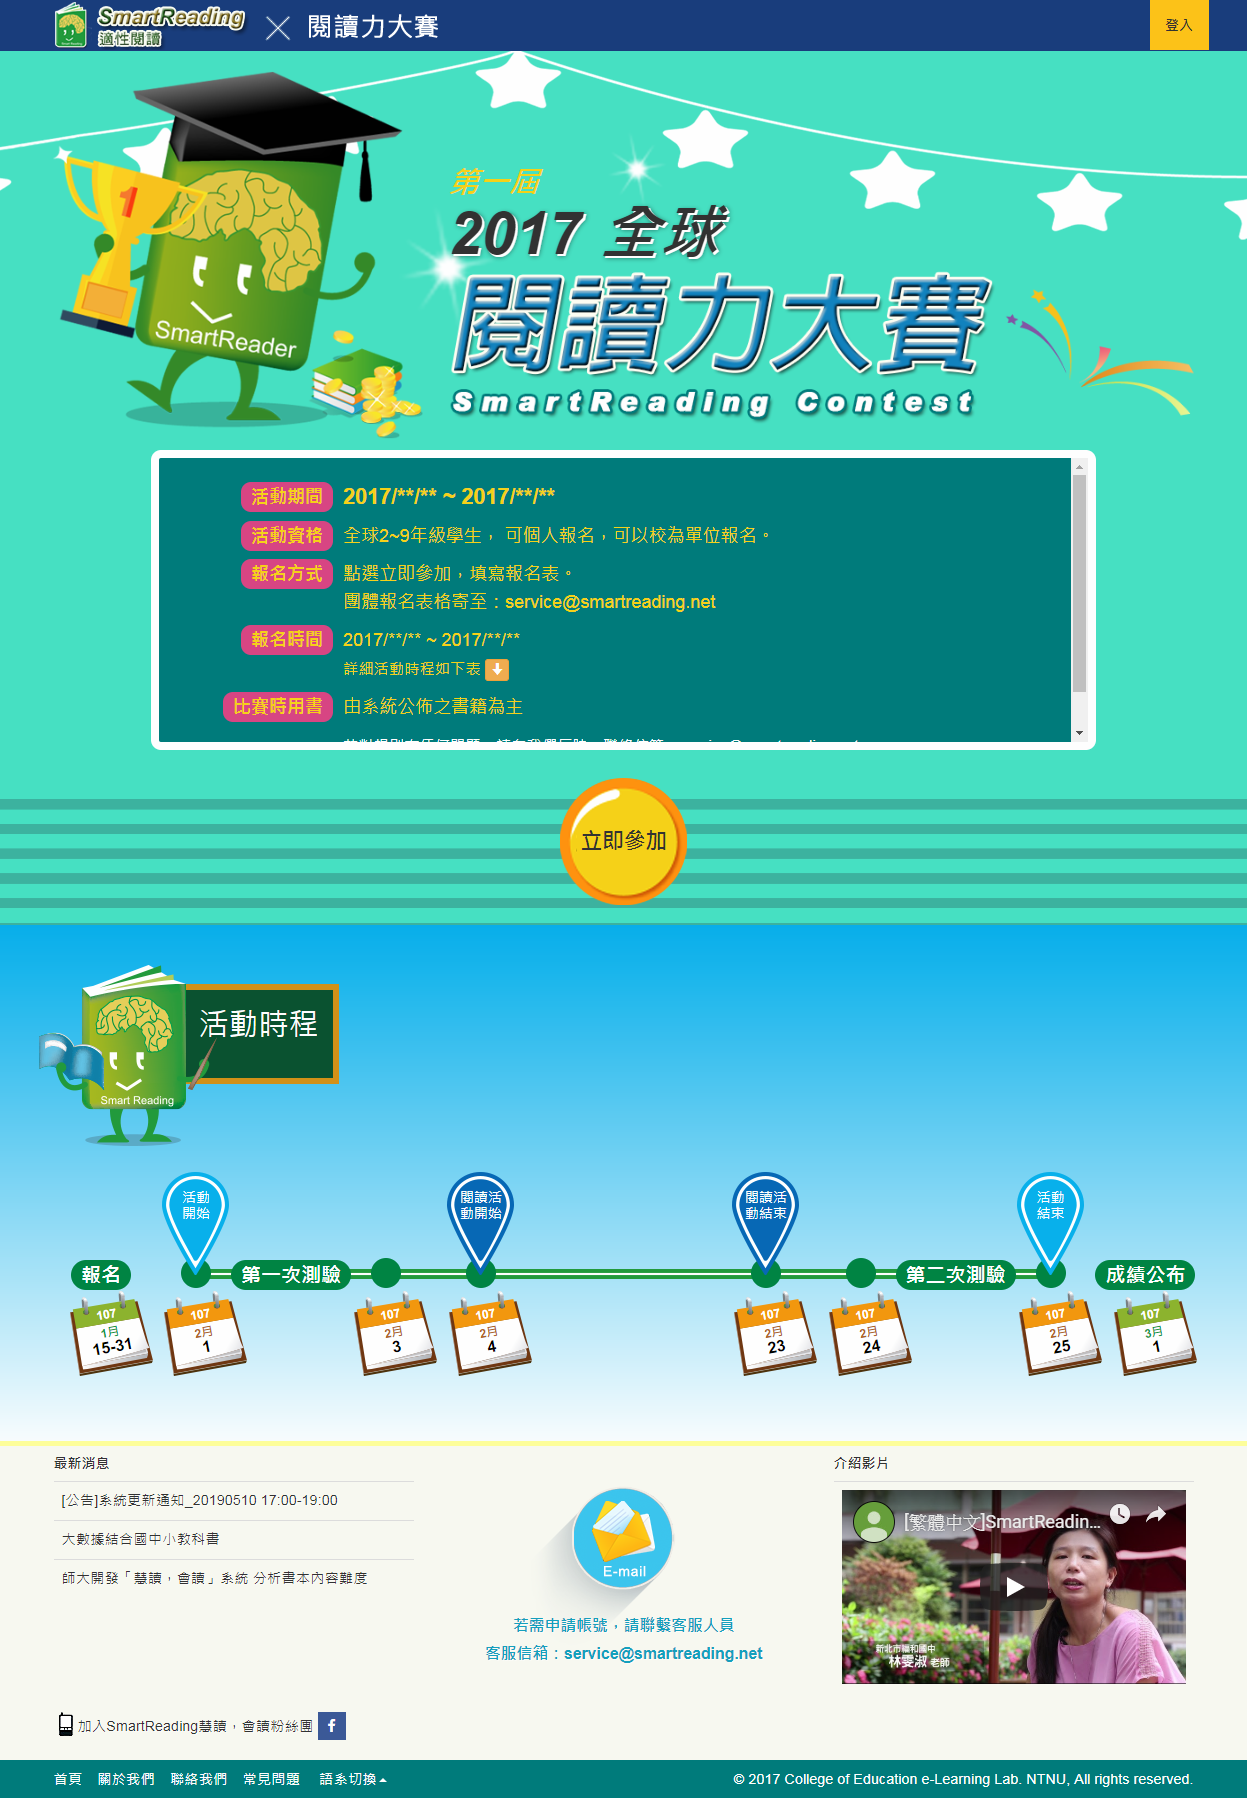 SmartReading
適性閱讀
閱讀力大賽
登入
1
SmartReader
第一屆
2017 全球
閱讀力大賽
SmartReading Contest
活動期間 2017/**/** ~ 2017/**/**
活動資格 全球2~9年級學生， 可個人報名，可以校為單位報名。
報名方式 點選立即參加，填寫報名表。
團體報名表格寄至：service@smartreading.net
報名時間 2017/**/** ~ 2017/**/**
詳細活動時程如下表
比賽時用書 由系統公佈之書籍為主
立即參加
活動時程
Smart Reading
活動
開始
閱讀活
動開始
閱讀活
動結束
活動
結束
報名 第一次測驗 第二次測驗 成績公布
107 1月 15-31
107 2月 1
107 2月 3
107 2月 4
107 2月 23
107 2月 24
107 2月 25
107 3月 1
最新消息
[公告]系統更新通知_20190510 17:00-19:00
大數據結合國中小教科書
師大開發「慧讀，會讀」系統 分析書本內容難度
E-mail
若需申請帳號，請聯繫客服人員
客服信箱：service@smartreading.net
介紹影片
[繁體中文]SmartReadin...
新北市福和國中
林雯淑 老師
加入SmartReading慧讀，會讀粉絲團 f
首頁 關於我們 聯絡我們 常見問題 語系切換
© 2017 College of Education e-Learning Lab. NTNU, All rights reserved.